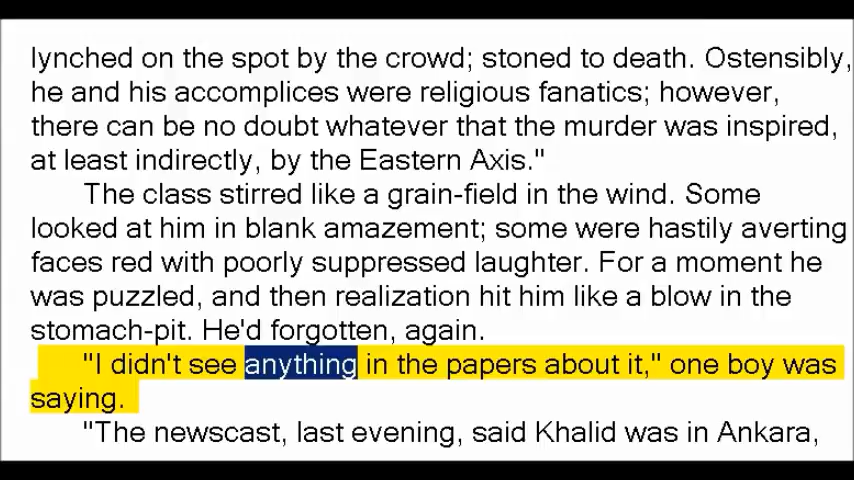 lynched on the spot by the crowd; stoned to death. Ostensibly,
he and his accomplices were religious fanatics; however,
there can be no doubt whatever that the murder was inspired,
at least indirectly, by the Eastern Axis."
The class stirred like a grain-field in the wind. Some
looked at him in blank amazement; some were hastily averting
faces red with poorly suppressed laughter. For a moment he
was puzzled, and then realization hit him like a blow in the
stomach-pit. He'd forgotten, again.
"I didn't see anything in the papers about it," one boy was
saying.
"The newscast, last evening, said Khalid was in Ankara,